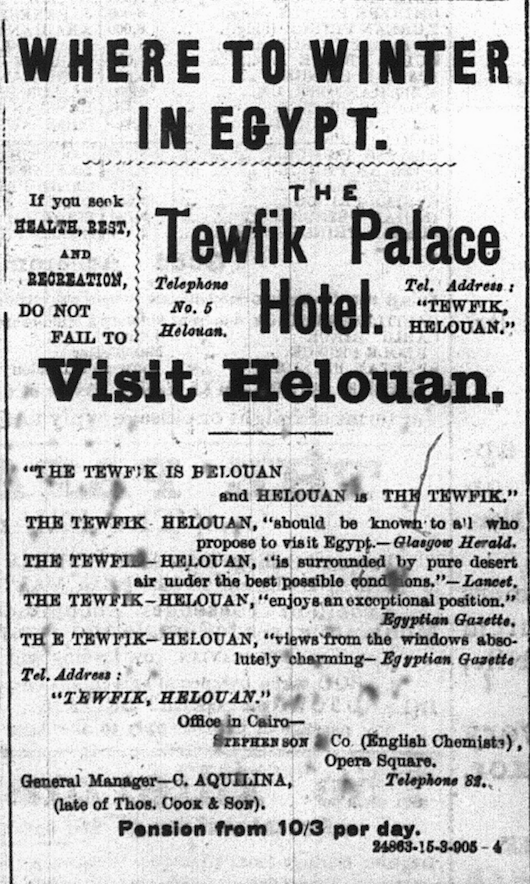 WHERE TO WINTER
IN EGYPT.
If you seek
HEALTH, REST,
AND
RECREATION,
DO NOT
FAIL TO
THE
Tewfik Palace
Hotel.
Telephone
No. 5
Helouan.
Tel. Address:
"TEWFIK,
HELOUAN."
Visit Helouan.
"THE TEWFIK IS HELOUAN
and HELOUAN is THE TEWFIK."
THE TEWFIK - HELOUAN, "should be known to all who
propose to visit Egypt.—Glasgow Herald.
THE TEWFIK—HELOUAN, "is surrounded by pure desert
air under the best possible conditions."—Lancet.
THE TEWFIK—HELOUAN, "enjoys an exceptional position."
Egyptian Gazette.
THE TEWFIK—HELOUAN, "views from the windows abso-
lutely charming—Egyptian Gazette
Tel. Address:
"TEWFIK, HELOUAN."
Office in Cairo—
STEPHENSON & Co. (English Chemists),
Opera Square.
Telephone 82.
General Manager—C. AQUILINA,
(late of Thos. COOK & SON).
Pension from 10/3 per day.
24863-15-3-905 - 4